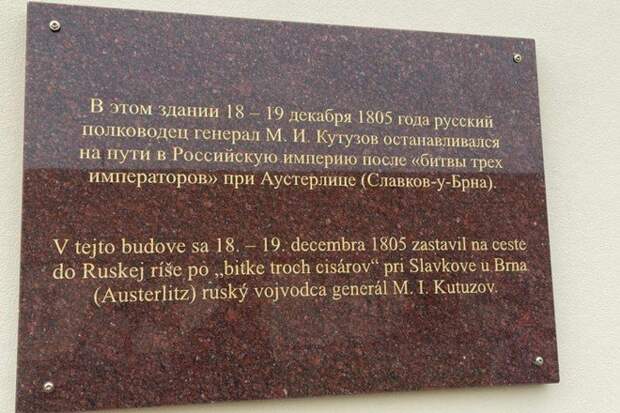 В этом здании 18 – 19 декабря 1805 года русский
полководец генерал М. И. Кутузов останавливался
на пути в Российскую империю после «битвы трех
императоров» при Аустерлице (Славков-у-Брна).
V tejto budove sa 18. – 19. decembra 1805 zastavil na ceste
do Ruskej ríše po „bitke troch cisárov“ pri Slavkove u Brna
(Austerlitz) ruský vojvodca generál M. I. Kutuzov.